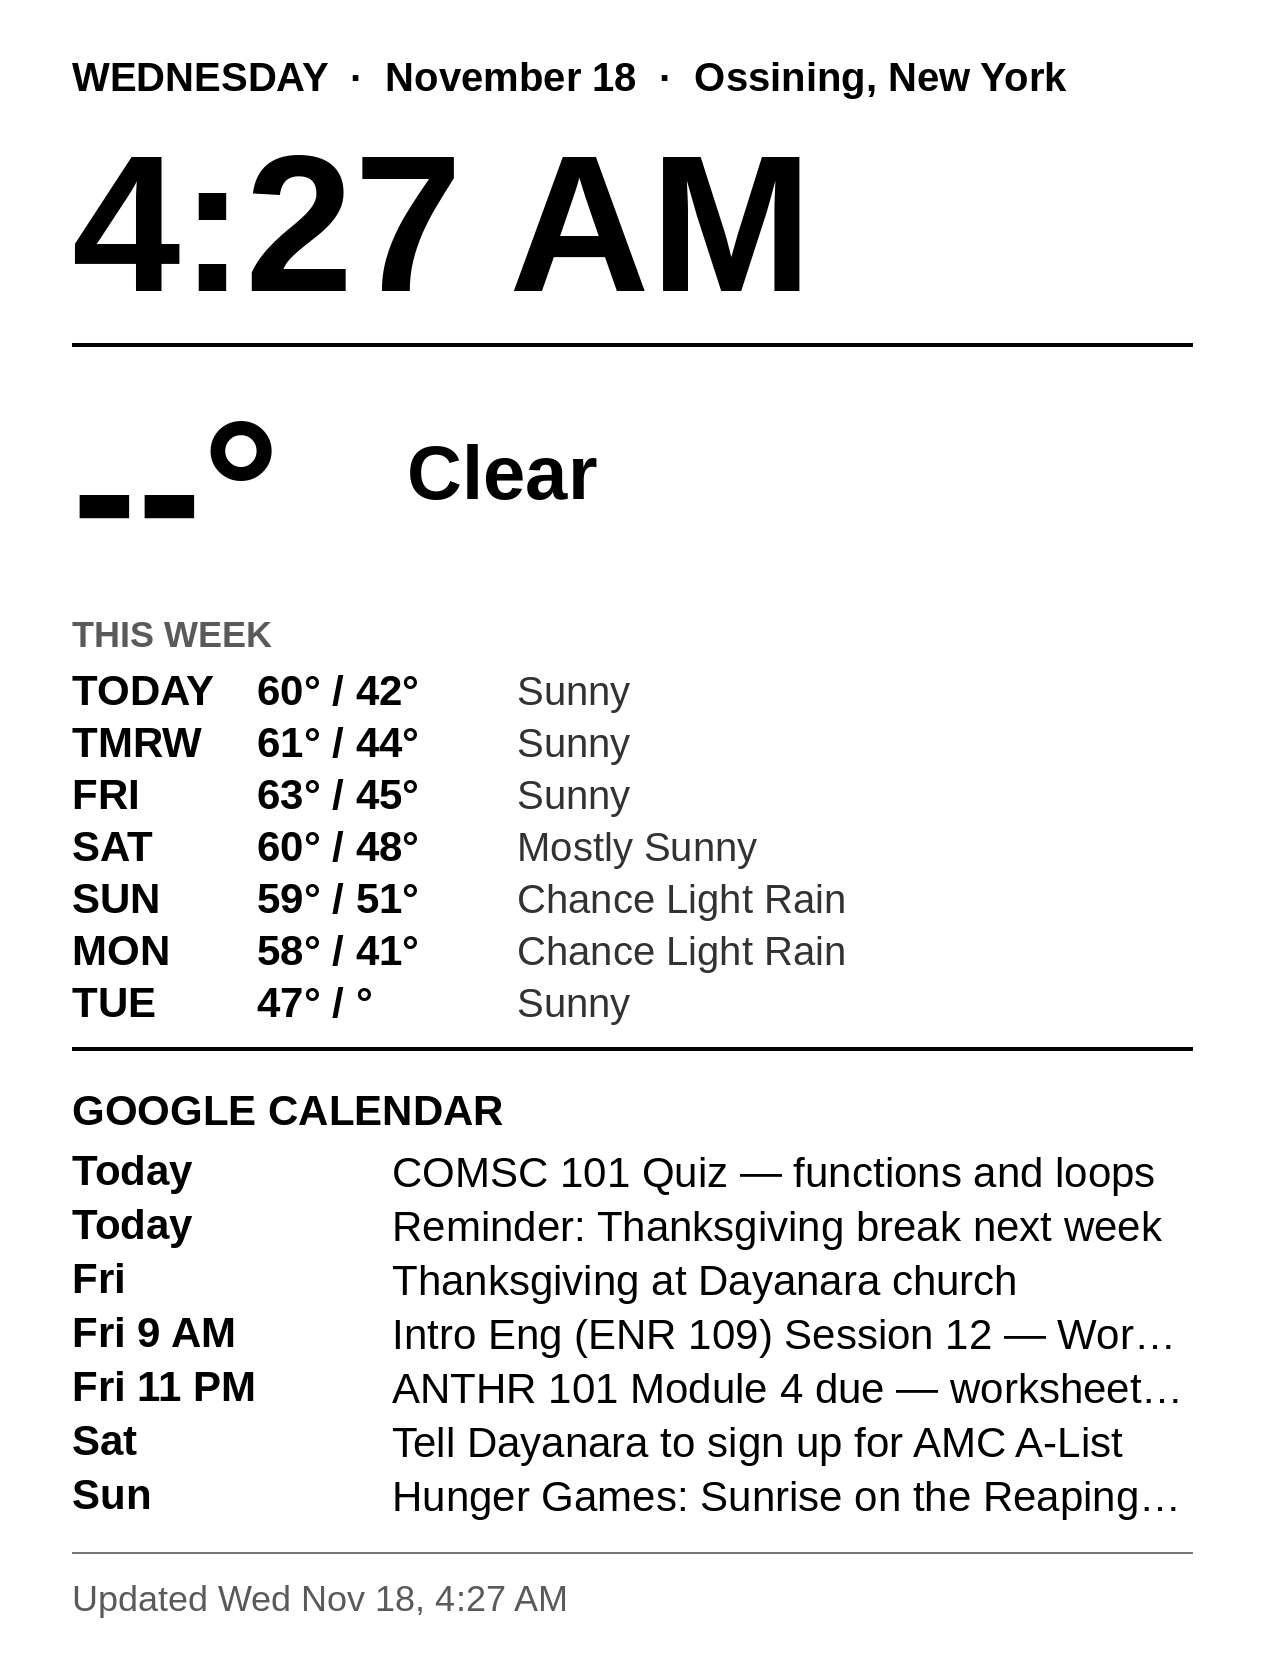 WEDNESDAY · November 18 · Ossining, New York
4:27 AM
--° Clear
THIS WEEK
TODAY 60° / 42° Sunny
TMRW 61° / 44° Sunny
FRI 63° / 45° Sunny
SAT 60° / 48° Mostly Sunny
SUN 59° / 51° Chance Light Rain
MON 58° / 41° Chance Light Rain
TUE 47° / ° Sunny
GOOGLE CALENDAR
Today COMSC 101 Quiz — functions and loops
Today Reminder: Thanksgiving break next week
Fri Thanksgiving at Dayanara church
Fri 9 AM Intro Eng (ENR 109) Session 12 — Wor…
Fri 11 PM ANTHR 101 Module 4 due — worksheet…
Sat Tell Dayanara to sign up for AMC A-List
Sun Hunger Games: Sunrise on the Reaping…
Updated Wed Nov 18, 4:27 AM